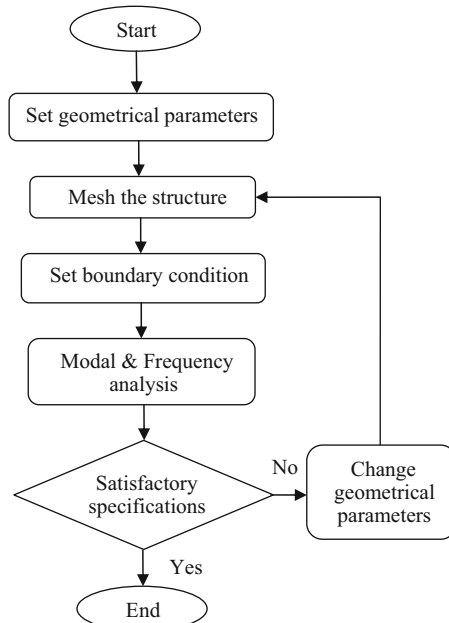 Start
Set geometrical parameters
Mesh the structure
Set boundary condition
Modal & Frequency
analysis
Satisfactory
specifications
No
Change
geometrical
parameters
Yes
End